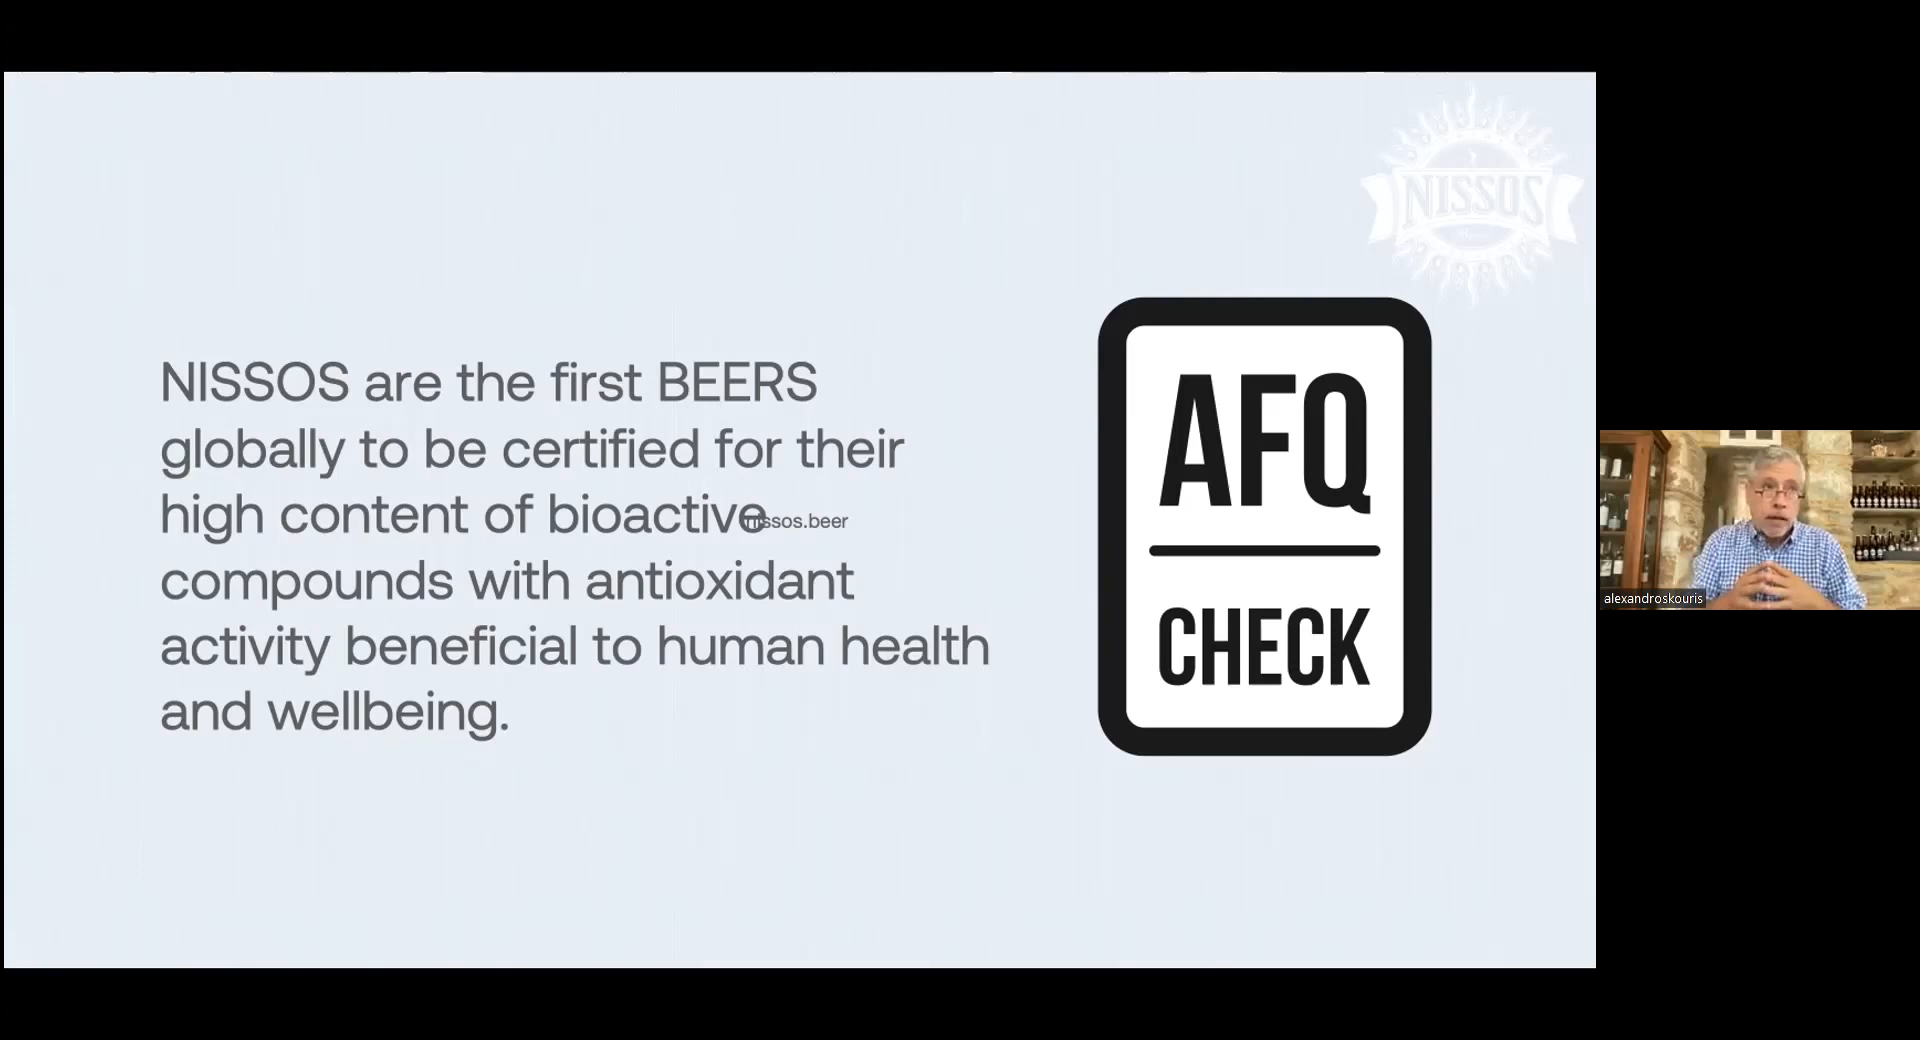 NISSOS
NISSOS are the first BEERS
globally to be certified for their
high content of bioactive
nissos.beer
compounds with antioxidant
activity beneficial to human health
and wellbeing.
AFQ
CHECK
alexandroskouris